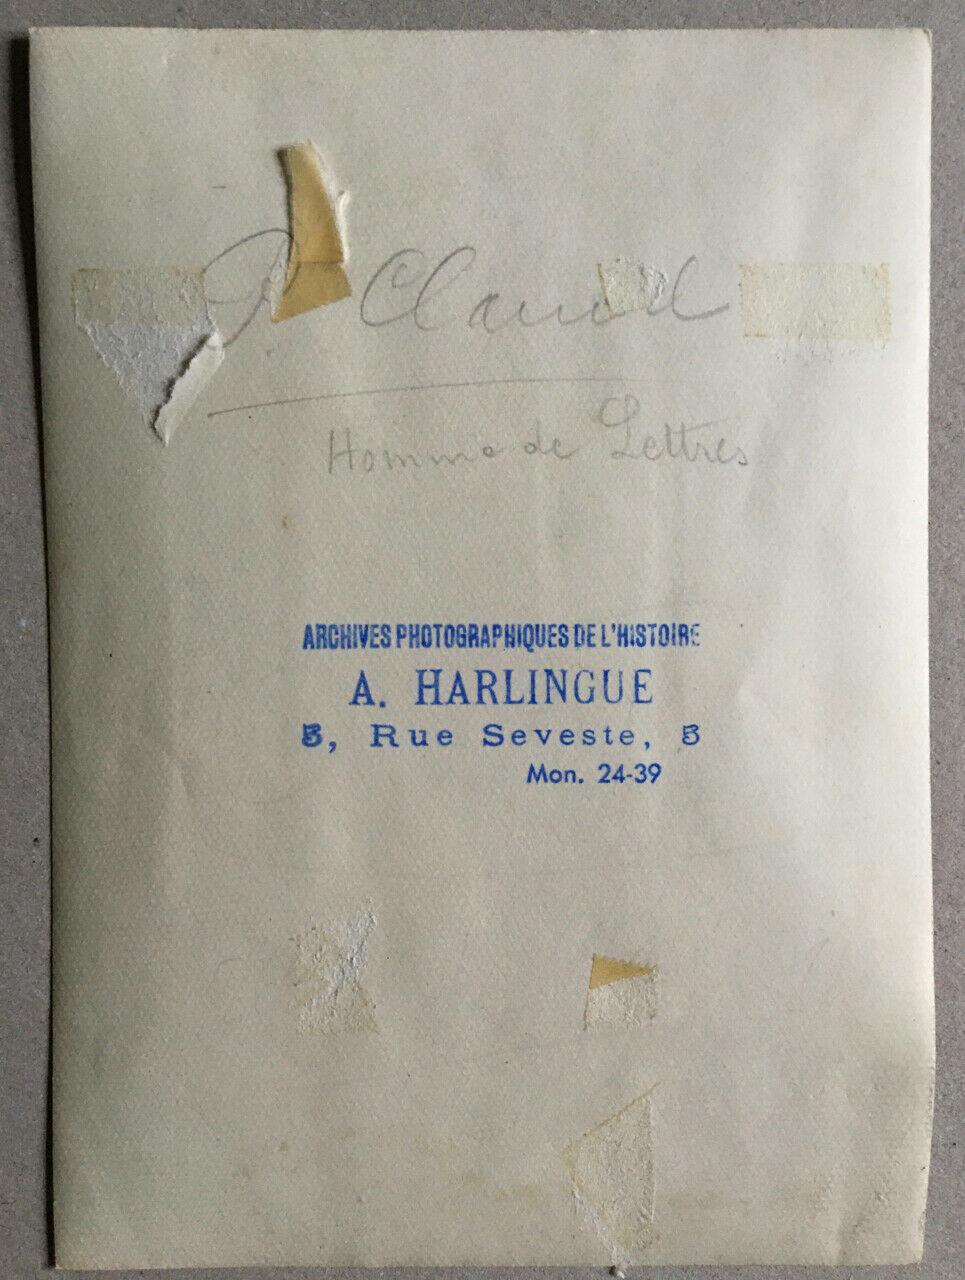 P. Claudel
Homme de Lettres
ARCHIVES PHOTOGRAPHIQUES DE L'HISTOIRE
A. HARLINGUE
5, Rue Seveste, 5
Mon. 24-39